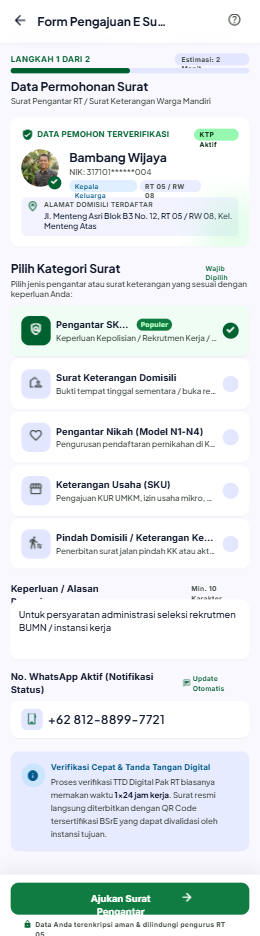 Form Pengajuan E Su...
LANGKAH 1 DARI 2
Estimasi: 2
Data Permohonan Surat
Surat Pengantar RT / Surat Keterangan Warga Mandiri
DATA PEMOHON TERVERIFIKASI
KTP
Aktif
Bambang Wijaya
NIK: 317101******004
Kepala
Keluarga
RT 05 / RW
08
ALAMAT DOMISILI TERDAFTAR
Jl. Menteng Asri Blok B3 No. 12, RT 05 / RW 08, Kel.
Menteng Atas
Pilih Kategori Surat
Wajib
Dipilih
Pilih jenis pengantar atau surat keterangan yang sesuai dengan
keperluan Anda:
Pengantar SK...
Populer
Keperluan Kepolisian / Rekrutmen Kerja / ...
Surat Keterangan Domisili
Bukti tempat tinggal sementara / buka re...
Pengantar Nikah (Model N1-N4)
Pengurusan pendaftaran pernikahan di K...
Keterangan Usaha (SKU)
Pengajuan KUR UMKM, izin usaha mikro, ...
Pindah Domisili / Keterangan Ke...
Penerbitan surat jalan pindah KK atau akt...
Keperluan / Alasan
Min. 10
Untuk persyaratan administrasi seleksi rekrutmen
BUMN / instansi kerja
No. WhatsApp Aktif (Notifikasi
Status)
Update
Otomatis
+62 812-8899-7721
Verifikasi Cepat & Tanda Tangan Digital
Proses verifikasi TTD Digital Pak RT biasanya
memakan waktu 1x24 jam kerja. Surat resmi
langsung diterbitkan dengan QR Code
tersertifikasi BSrE yang dapat divalidasi oleh
instansi tujuan.
Ajukan Surat
Pengantar
Data Anda terenkripsi aman & dilindungi pengurus RT
05